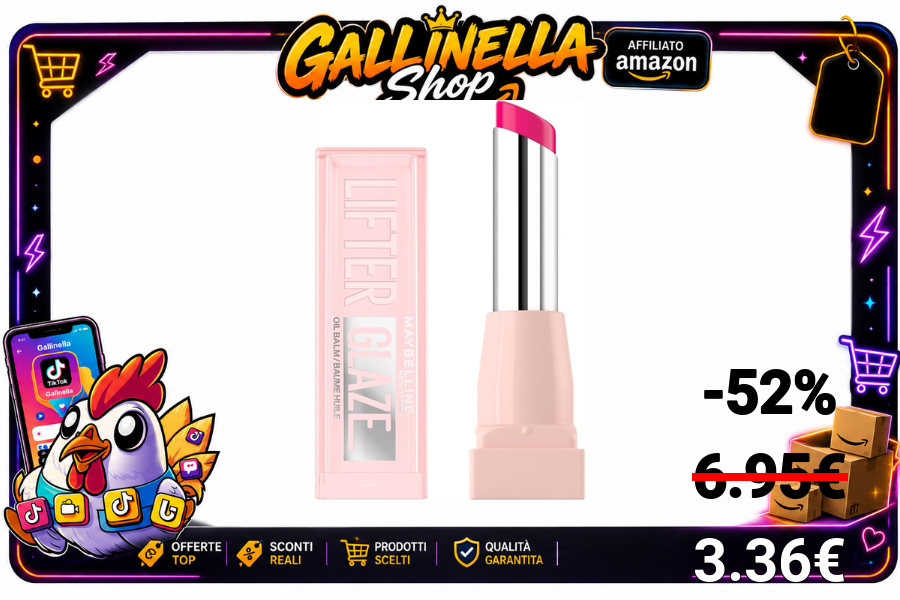 GALLINELLA
Shop
AFFILIATO
amazon
LIFTER
GLAZE
MAYBELLINE
OIL BALM / BAUME HUILE
Gallinella
TikTok
Gallinella
-52%
6.95€
3.36€
OFFERTE
TOP
SCONTI
REALI
PRODOTTI
SCELTI
QUALITÀ
GARANTITA